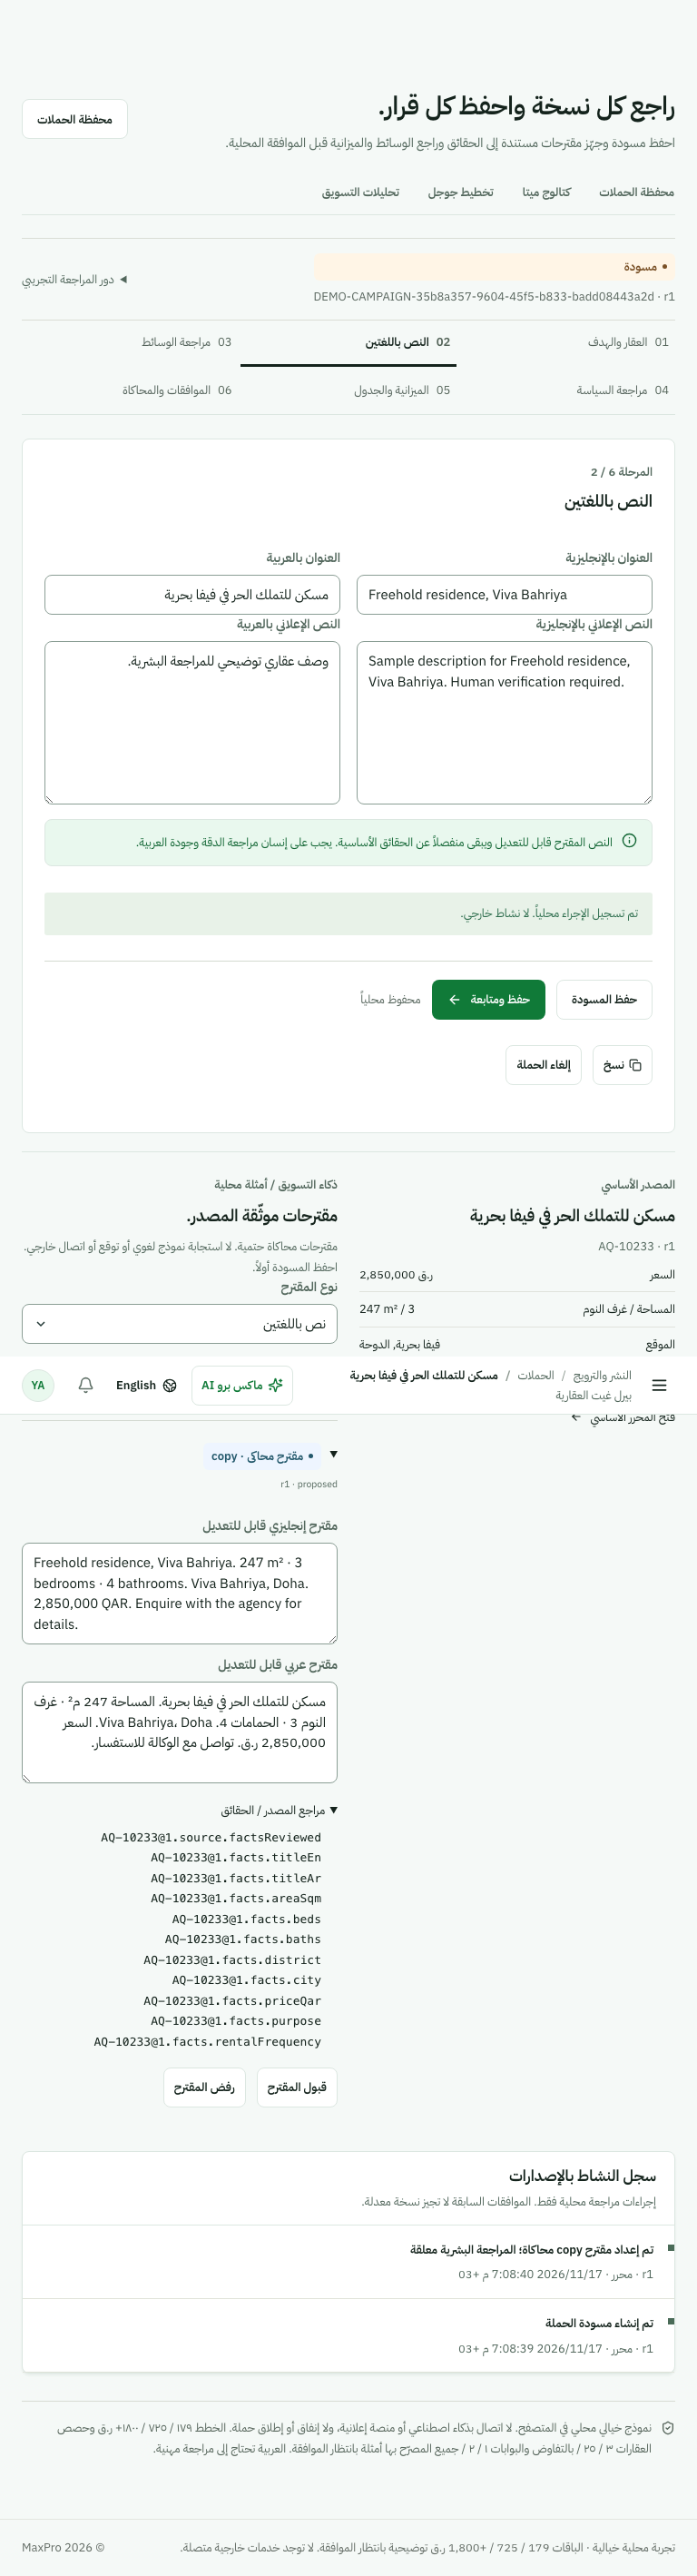 راجع كل نسخة واحفظ كل قرار.
احفظ مسودة وجهّز مقترحات مستندة إلى الحقائق وراجع الوسائط والميزانية قبل الموافقة المحلية.
محفظة الحملات
محفظة الحملات
كتالوج ميتا
تخطيط جوجل
تحليلات التسويق
مسودة
DEMO-CAMPAIGN-35b8a357-9604-45f5-b833-badd08443a2d · r1
دور المراجعة التجريبي
01 العقار والهدف
02 النص باللغتين
03 مراجعة الوسائط
04 مراجعة السياسة
05 الميزانية والجدول
06 الموافقات والمحاكاة
المرحلة 6 / 2
النص باللغتين
العنوان بالإنجليزية
Freehold residence, Viva Bahriya
العنوان بالعربية
مسكن للتملك الحر في فيفا بحرية
النص الإعلاني بالإنجليزية
Sample description for Freehold residence,
Viva Bahriya. Human verification required.
النص الإعلاني بالعربية
وصف عقاري توضيحي للمراجعة البشرية.
النص المقترح قابل للتعديل ويبقى منفصلاً عن الحقائق الأساسية. يجب على إنسان مراجعة الدقة وجودة العربية.
تم تسجيل الإجراء محلياً. لا نشاط خارجي.
حفظ المسودة
حفظ ومتابعة
محفوظ محلياً
نسخ
إلغاء الحملة
المصدر الأساسي
مسكن للتملك الحر في فيفا بحرية
AQ-10233 · r1
السعر
2,850,000 ر.ق
المساحة / غرف النوم
247 m² / 3
الموقع
فيفا بحرية, الدوحة
فتح المحرر الأساسي
ذكاء التسويق / أمثلة محلية
مقترحات موثّقة المصدر.
مقترحات محاكاة حتمية. لا استجابة نموذج لغوي أو توقع أو اتصال خارجي.
احفظ المسودة أولاً.
نوع المقترح
نص باللغتين
النشر والترويج / الحملات / مسكن للتملك الحر في فيفا بحرية
بيرل غيت العقارية
ماكس برو AI
English
YA
مقترح محاكى · copy
r1 · proposed
مقترح إنجليزي قابل للتعديل
Freehold residence, Viva Bahriya. 247 m² · 3
bedrooms · 4 bathrooms. Viva Bahriya, Doha.
2,850,000 QAR. Enquire with the agency for
details.
مقترح عربي قابل للتعديل
مسكن للتملك الحر في فيفا بحرية. المساحة 247 م² · غرف
النوم 3 · الحمامات 4. Viva Bahriya، Doha. السعر
2,850,000 ر.ق. تواصل مع الوكالة للاستفسار.
مراجع المصدر / الحقائق
AQ-10233@1.source.factsReviewed
AQ-10233@1.facts.titleEn
AQ-10233@1.facts.titleAr
AQ-10233@1.facts.areaSqm
AQ-10233@1.facts.beds
AQ-10233@1.facts.baths
AQ-10233@1.facts.district
AQ-10233@1.facts.city
AQ-10233@1.facts.priceQar
AQ-10233@1.facts.purpose
AQ-10233@1.facts.rentalFrequency
قبول المقترح
رفض المقترح
سجل النشاط بالإصدارات
إجراءات مراجعة محلية فقط. الموافقات السابقة لا تجيز نسخة معدلة.
تم إعداد مقترح copy محاكاة؛ المراجعة البشرية معلقة
r1 · محرر · 2026/11/17 7:08:40 م +03
تم إنشاء مسودة الحملة
r1 · محرر · 2026/11/17 7:08:39 م +03
نموذج خيالي محلي في المتصفح. لا اتصال بذكاء اصطناعي أو منصة إعلانية، ولا إنفاق أو إطلاق حملة. الخطط ١٧٩ / ٧٢٥ / ١٨٠٠+ ر.ق وحصص
العقارات ٣ / ٢٥ / بالتفاوض والبوابات ١ / ٢ / جميع المصرّح بها أمثلة بانتظار الموافقة. العربية تحتاج إلى مراجعة مهنية.
تجربة محلية خيالية · الباقات 179 / 725 / +1,800 ر.ق توضيحية بانتظار الموافقة. لا توجد خدمات خارجية متصلة.
© 2026 MaxPro